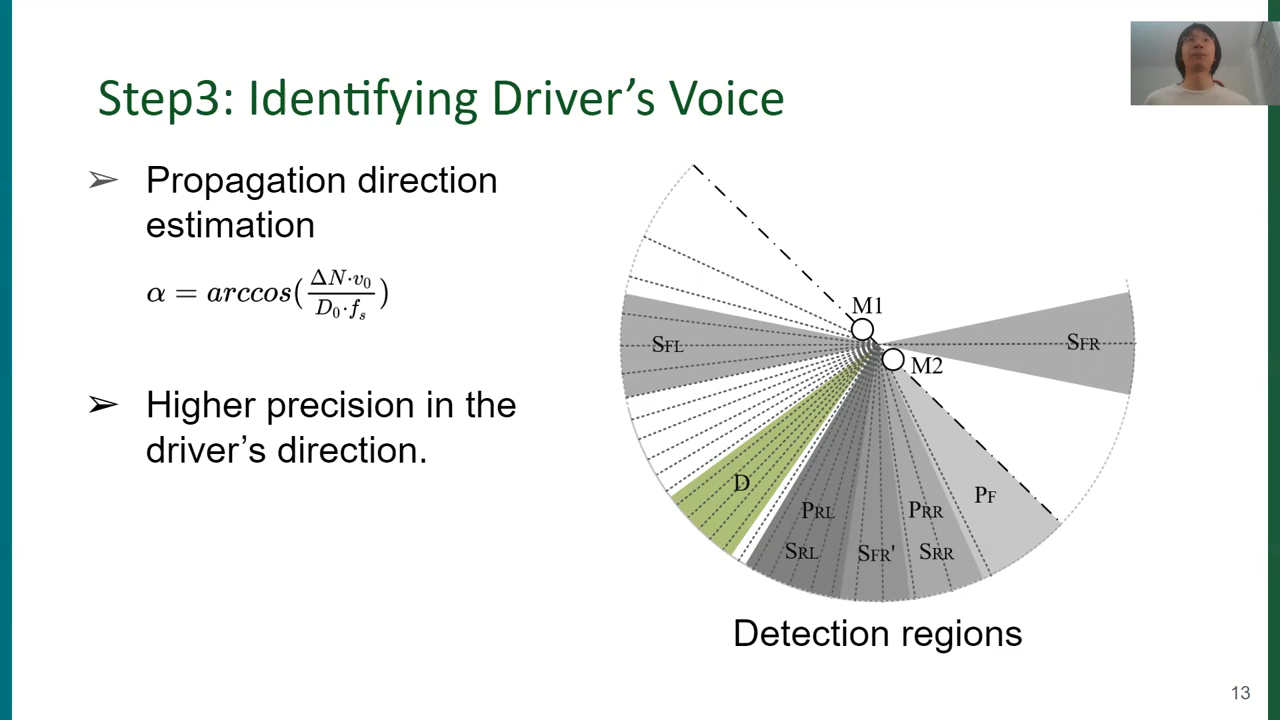 Step3: Identifying Driver's Voice
➢ Propagation direction
estimation
α = arccos(ΔN·v₀ / D₀·fₛ)
➢ Higher precision in the
driver's direction.
M1
M2
SFL
SFR
D
PRL
SRL
SFR'
PRR
SRR
PF
Detection regions
13